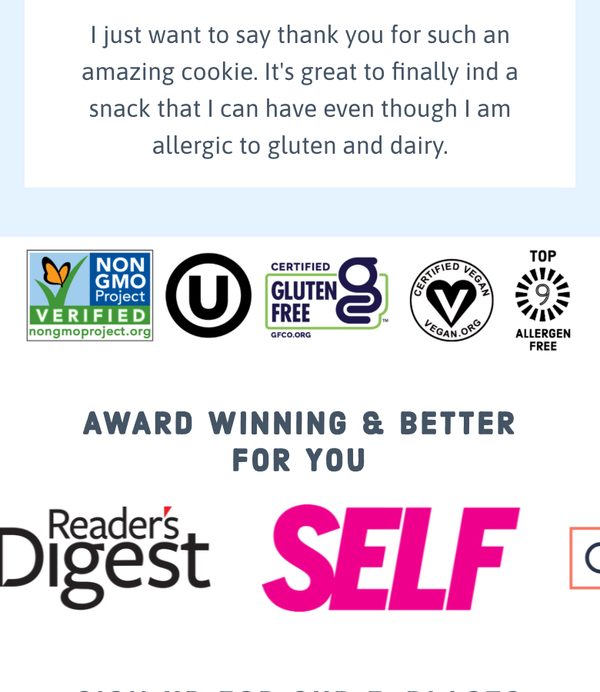 I just want to say thank you for such an
amazing cookie. It's great to finally ind a
snack that I can have even though I am
allergic to gluten and dairy.
NON
GMO
Project
VERIFIED
nongmoproject.org
U
CERTIFIED
GLUTEN
FREE
g
™
GFCO.ORG
CERTIFIED VEGAN
V
VEGAN.ORG
TOP
9
ALLERGEN
FREE
AWARD WINNING & BETTER
FOR YOU
Reader's
Digest
SELF